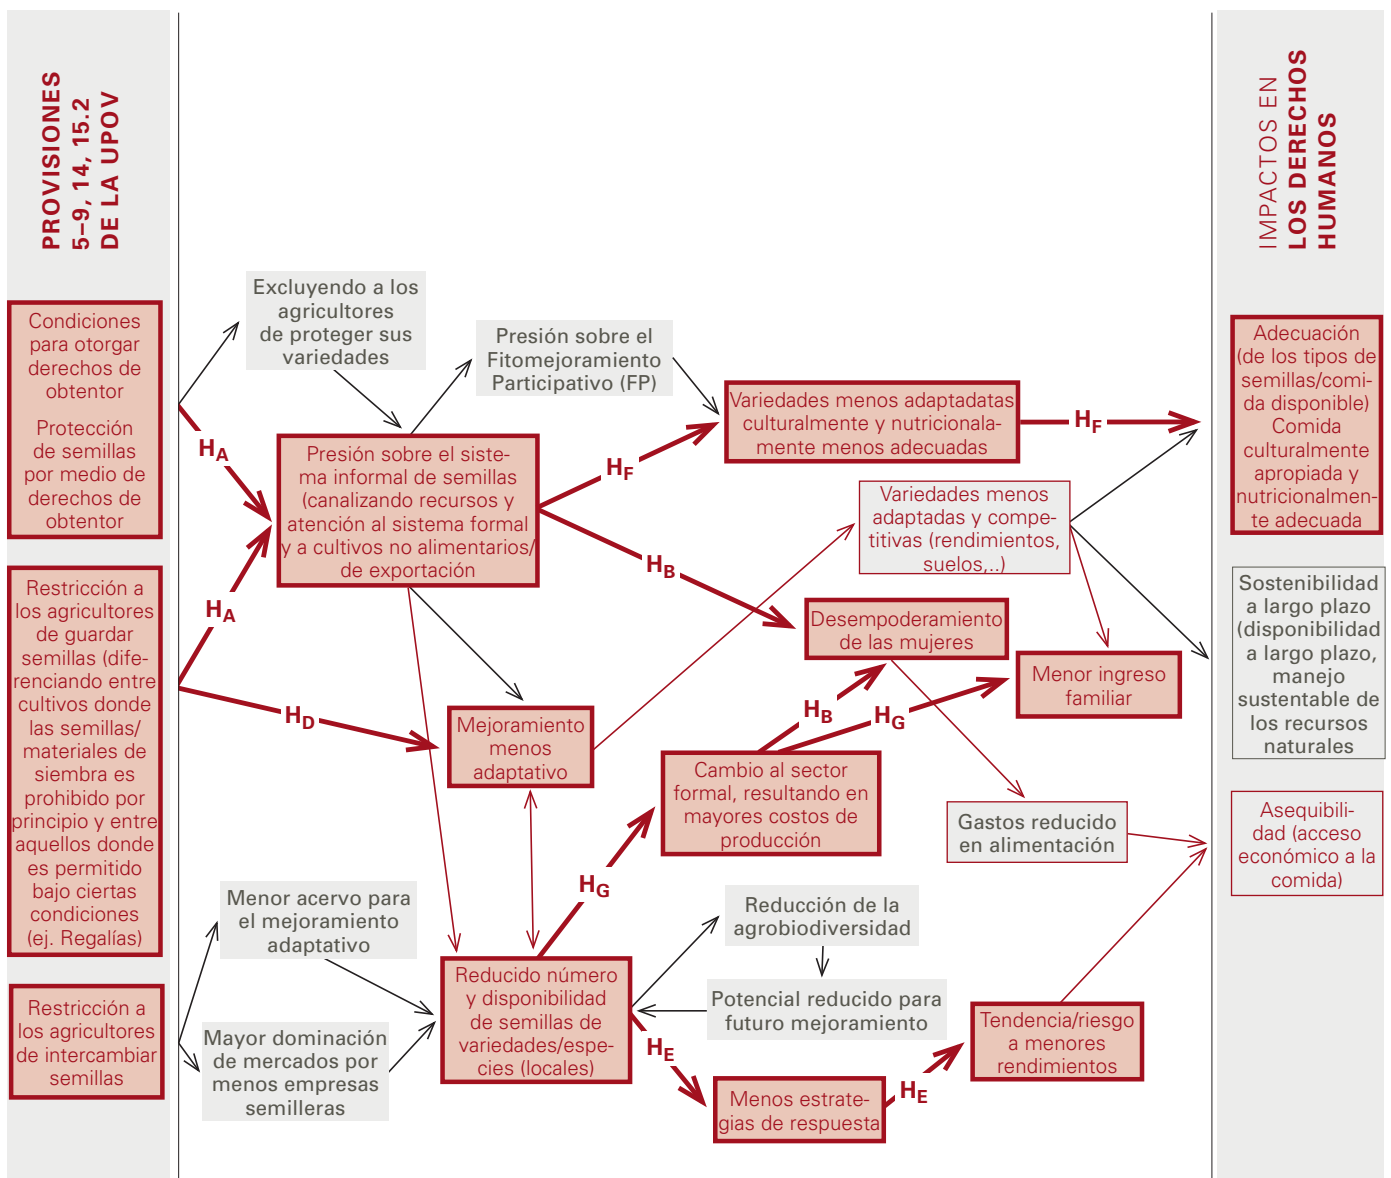 PROVISIONES
5–9, 14, 15.2
DE LA UPOV
Condiciones
para otorgar
derechos de
obtentor
Protección
de semillas
por medio de
derechos de
obtentor
Restricción a
los agricultores
de guardar
semillas (dife-
renciando entre
cultivos donde
las semillas/
materiales de
siembra es
prohibido por
principio y entre
aquellos donde
es permitido
bajo ciertas
condiciones
(ej. Regalías)
Restricción a
los agricultores
de intercambiar
semillas
Excluyendo a los
agricultores
de proteger sus
variedades
Presión sobre el
Fitomejoramiento
Participativo (FP)
HA
HA
HD
Presión sobre el siste-
ma informal de semillas
(canalizando recursos y
atención al sistema formal
y a cultivos no alimentarios/
de exportación
HF
HB
Variedades menos adaptadatas
culturalmente y nutricionala-
mente menos adecuadas
HF
Variedades menos
adaptadas y compe-
titivas (rendimientos,
suelos,..)
Desempoderamiento
de las mujeres
Menor ingreso
familiar
HB
HG
Mejoramiento
menos
adaptativo
Cambio al sector
formal, resultando en
mayores costos de
producción
Gastos reducido
en alimentación
HG
Menor acervo para
el mejoramiento
adaptativo
Mayor dominación
de mercados por
menos empresas
semilleras
Reducido número
y disponibilidad
de semillas de
variedades/espe-
cies (locales)
Reducción de la
agrobiodiversidad
Potencial reducido para
futuro mejoramiento
HE
Menos estrate-
gias de respuesta
HE
Tendencia/riesgo
a menores
rendimientos
IMPACTOS EN
LOS DERECHOS
HUMANOS
Adecuación
(de los tipos de
semillas/comi-
da disponible)
Comida
culturalmente
apropiada y
nutricionalmen-
te adecuada
Sostenibilidad
a largo plazo
(disponibilidad
a largo plazo,
manejo
sustentable de
los recursos
naturales
Asequibili-
dad (acceso
económico a la
comida)